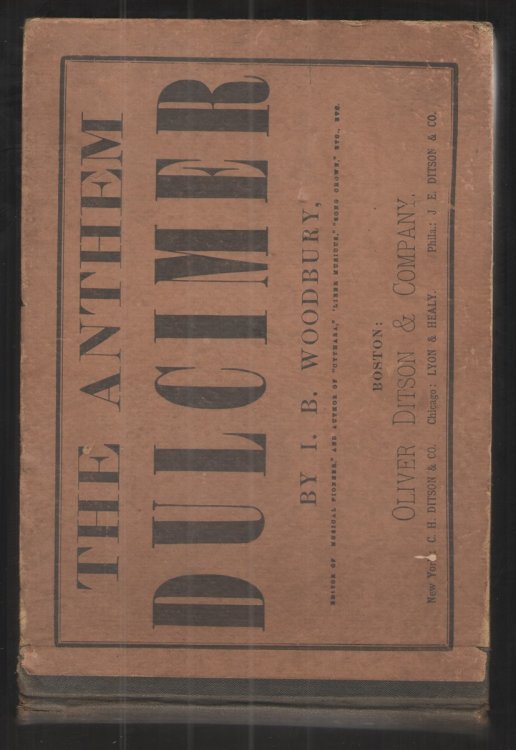 THE ANTHEM
DULCIMER
BY I. B. WOODBURY,
EDITOR OF "MUSICAL PIONEER," AND AUTHOR OF "CYTHARA," "LIBER MUSICUS," "SONG CROWN," ETC., ETC.
BOSTON:
OLIVER DITSON & COMPANY.
New York: C. H. DITSON & CO. Chicago: LYON & HEALY. Phila.: J. E. DITSON & CO.